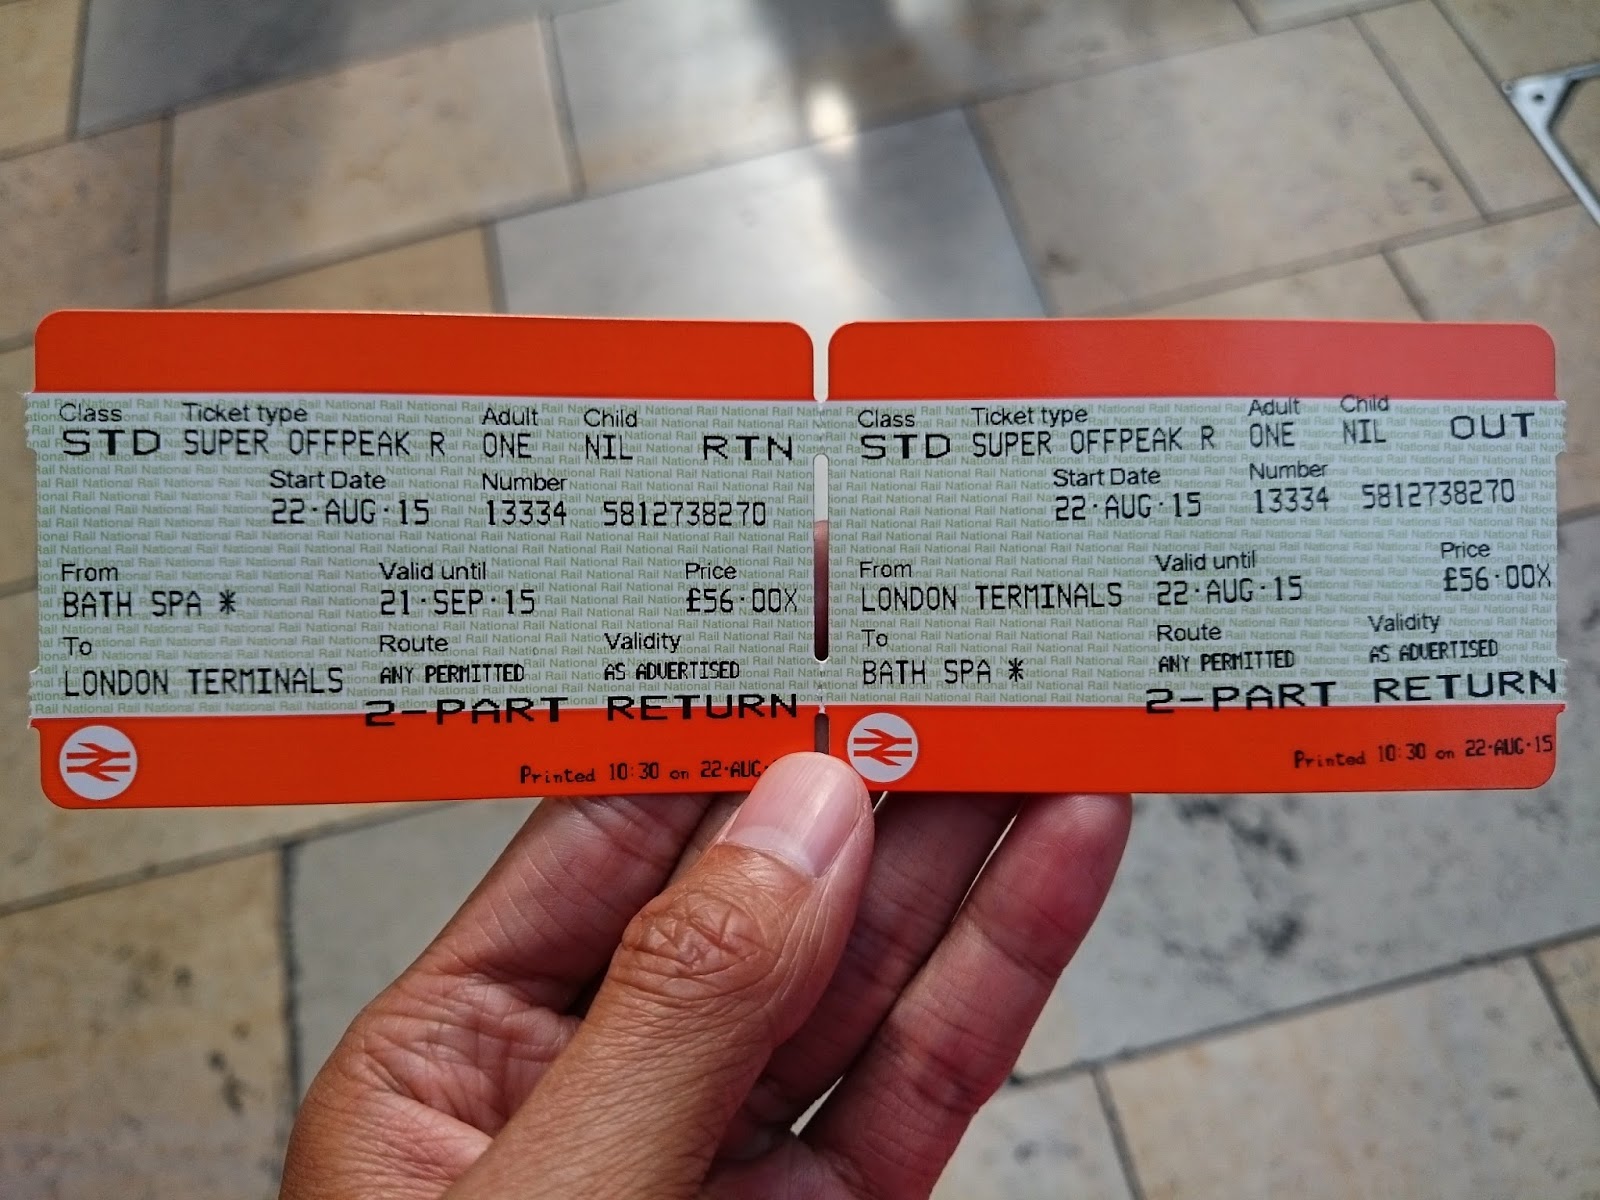 Class Ticket type Adult Child
STD SUPER OFFPEAK R ONE NIL RTN
Start Date Number
22·AUG·15 13334 5812738270
From Valid until Price
BATH SPA * 21·SEP·15 £56·00X
To Route Validity
LONDON TERMINALS ANY PERMITTED AS ADVERTISED
2-PART RETURN
Printed 10:30 on 22·AUG·
Class Ticket type Adult Child
STD SUPER OFFPEAK R ONE NIL OUT
Start Date Number
22·AUG·15 13334 5812738270
From Valid until Price
LONDON TERMINALS 22·AUG·15 £56·00X
To Route Validity
BATH SPA * ANY PERMITTED AS ADVERTISED
2-PART RETURN
Printed 10:30 on 22·AUG·15